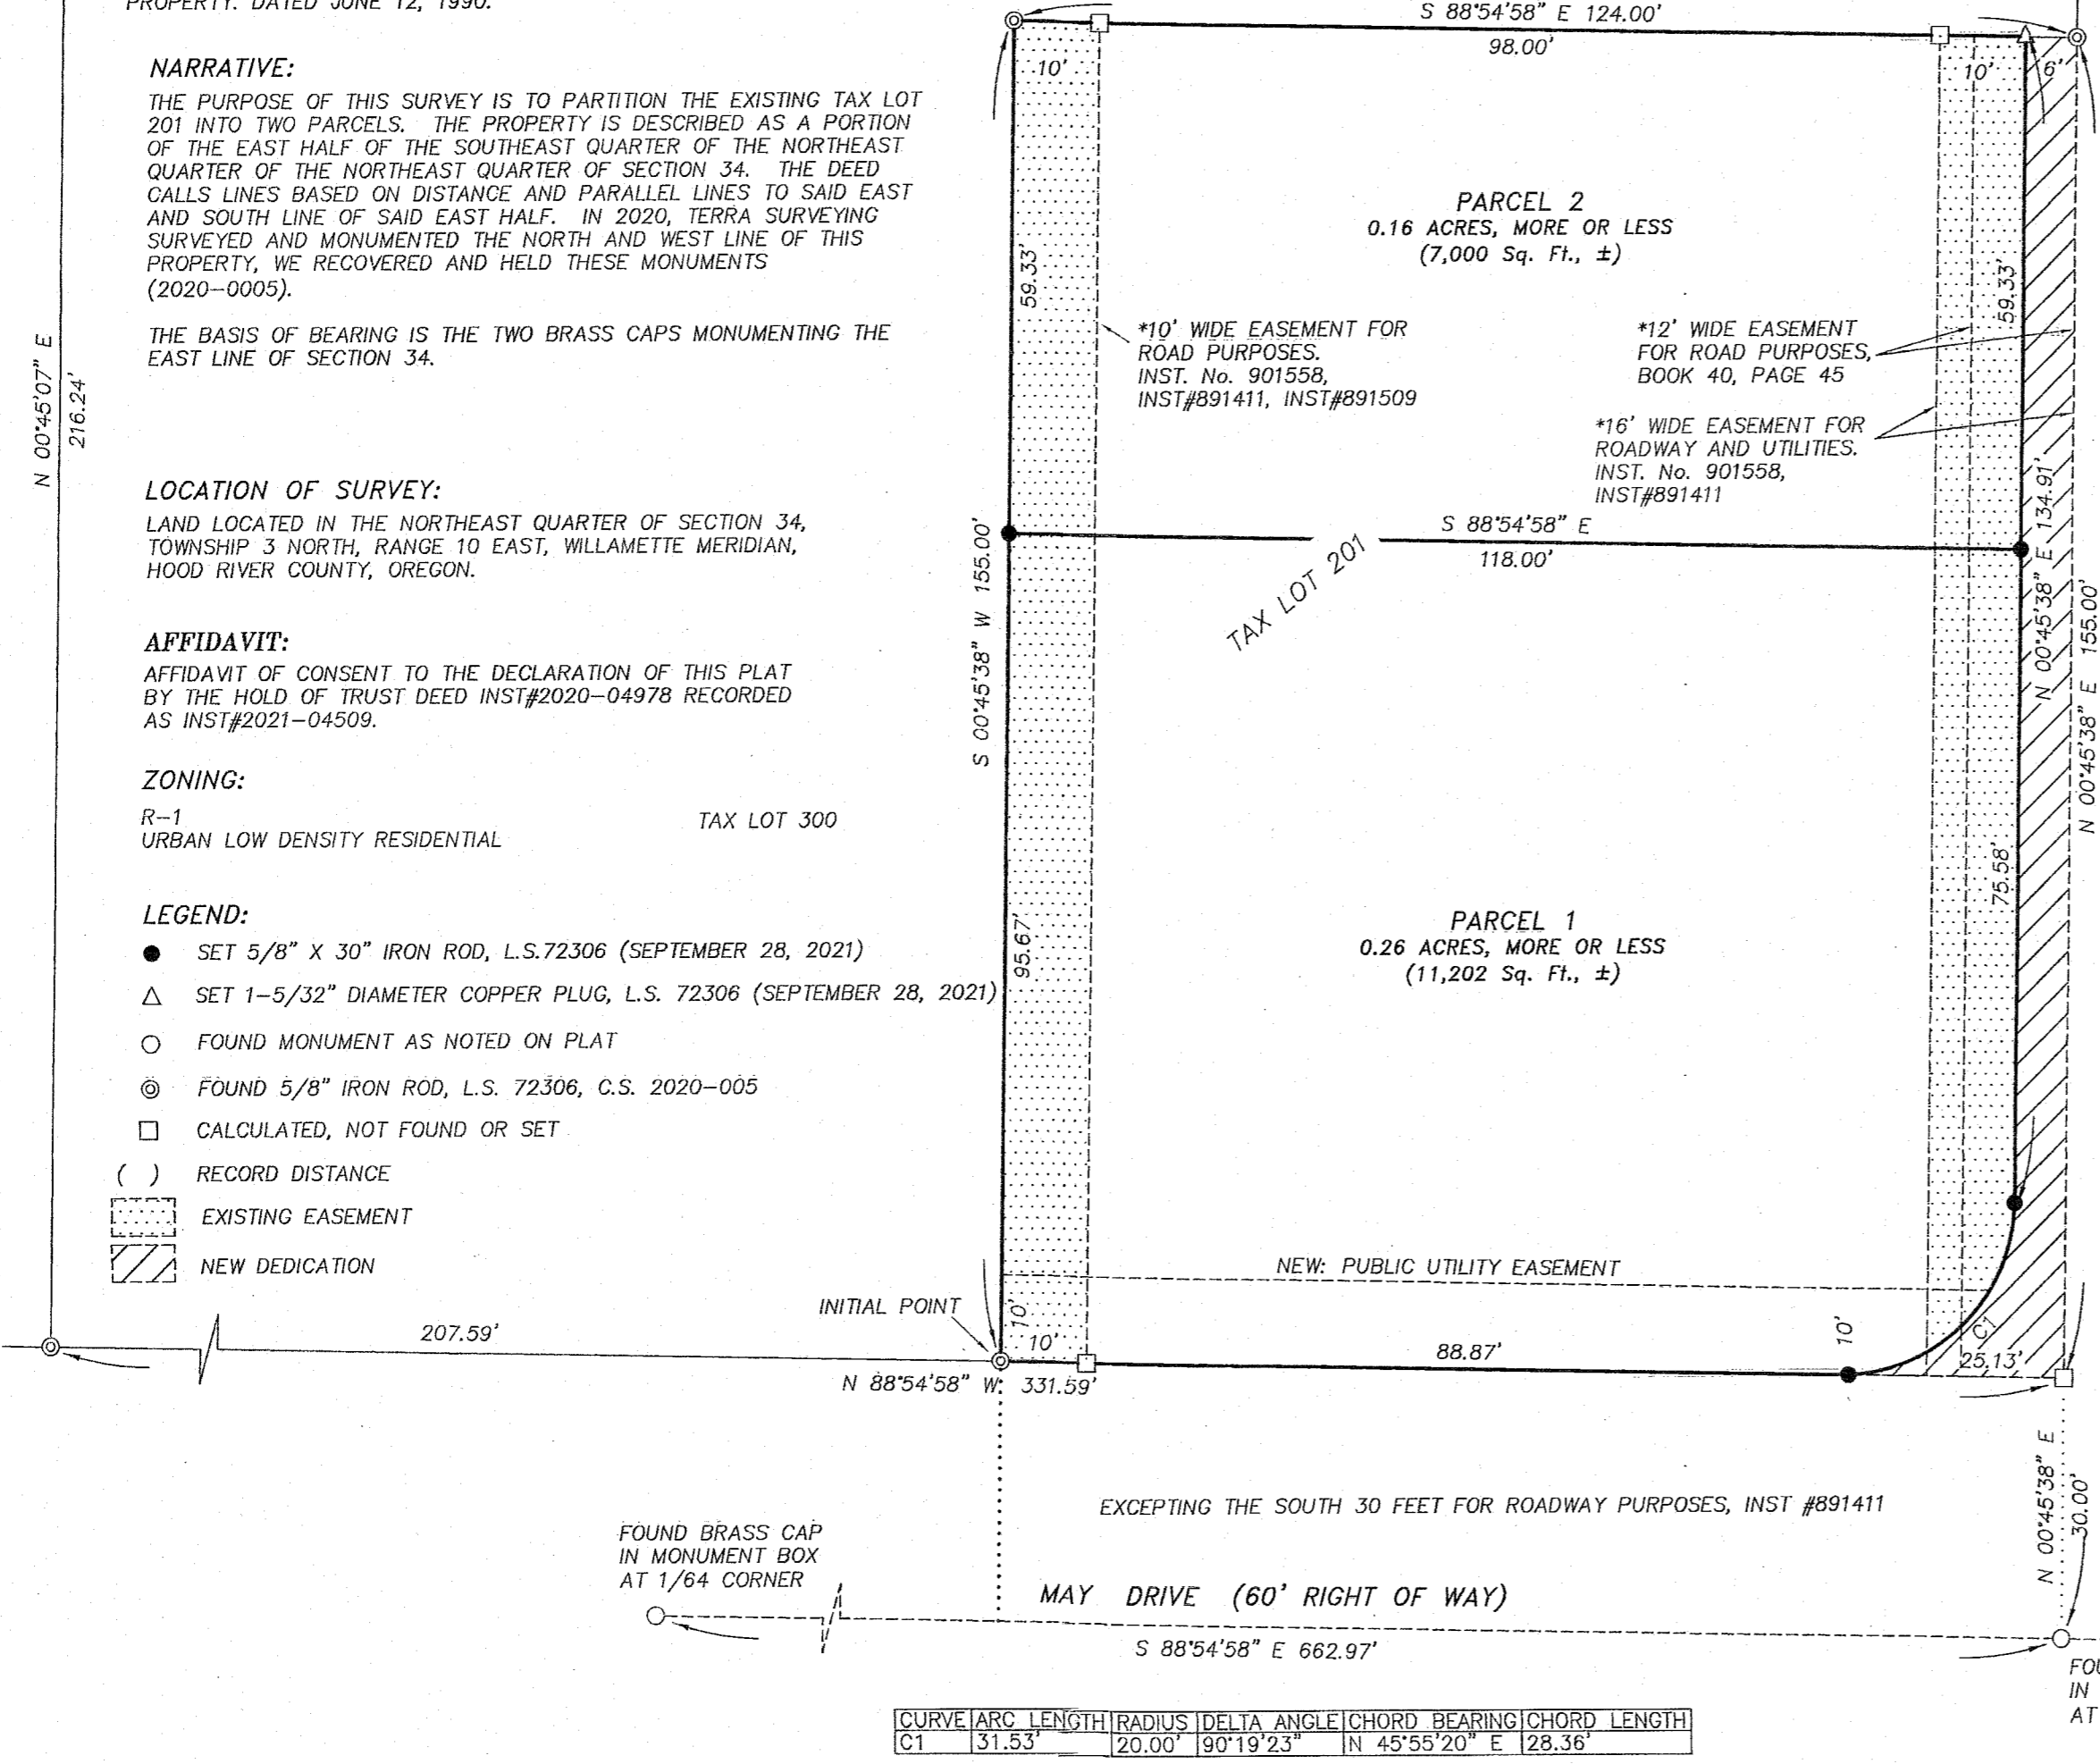 PROPERTY. DATED JUNE 12, 1990.
NARRATIVE:
THE PURPOSE OF THIS SURVEY IS TO PARTITION THE EXISTING TAX LOT
201 INTO TWO PARCELS. THE PROPERTY IS DESCRIBED AS A PORTION
OF THE EAST HALF OF THE SOUTHEAST QUARTER OF THE NORTHEAST
QUARTER OF THE NORTHEAST QUARTER OF SECTION 34. THE DEED
CALLS LINES BASED ON DISTANCE AND PARALLEL LINES TO SAID EAST
AND SOUTH LINE OF SAID EAST HALF. IN 2020, TERRA SURVEYING
SURVEYED AND MONUMENTED THE NORTH AND WEST LINE OF THIS
PROPERTY, WE RECOVERED AND HELD THESE MONUMENTS
(2020-0005).
THE BASIS OF BEARING IS THE TWO BRASS CAPS MONUMENTING THE
EAST LINE OF SECTION 34.
N 00°45'07" E
216.24'
LOCATION OF SURVEY:
LAND LOCATED IN THE NORTHEAST QUARTER OF SECTION 34,
TOWNSHIP 3 NORTH, RANGE 10 EAST, WILLAMETTE MERIDIAN,
HOOD RIVER COUNTY, OREGON.
AFFIDAVIT:
AFFIDAVIT OF CONSENT TO THE DECLARATION OF THIS PLAT
BY THE HOLD OF TRUST DEED INST#2020-04978 RECORDED
AS INST#2021-04509.
ZONING:
R-1
URBAN LOW DENSITY RESIDENTIAL
TAX LOT 300
LEGEND:
SET 5/8" X 30" IRON ROD, L.S.72306 (SEPTEMBER 28, 2021)
SET 1-5/32" DIAMETER COPPER PLUG, L.S. 72306 (SEPTEMBER 28, 2021)
FOUND MONUMENT AS NOTED ON PLAT
FOUND 5/8" IRON ROD, L.S. 72306, C.S. 2020-005
CALCULATED, NOT FOUND OR SET
( ) RECORD DISTANCE
EXISTING EASEMENT
NEW DEDICATION
S 88°54'58" E 124.00'
98.00'
10'
10'
6'
PARCEL 2
0.16 ACRES, MORE OR LESS
(7,000 Sq. Ft., ±)
59.33'
59.33'
*10' WIDE EASEMENT FOR
ROAD PURPOSES.
INST. No. 901558,
INST#891411, INST#891509
*12' WIDE EASEMENT
FOR ROAD PURPOSES,
BOOK 40, PAGE 45
*16' WIDE EASEMENT FOR
ROADWAY AND UTILITIES.
INST. No. 901558,
INST#891411
S 88°54'58" E
118.00'
TAX LOT 201
S 00°45'38" W 155.00'
N 00°45'38" E 134.91'
N 00°45'38" E 155.00'
95.67'
75.58'
PARCEL 1
0.26 ACRES, MORE OR LESS
(11,202 Sq. Ft., ±)
NEW: PUBLIC UTILITY EASEMENT
INITIAL POINT
10'
10'
10'
C1
207.59'
88.87'
25.13'
N 88°54'58" W 331.59'
EXCEPTING THE SOUTH 30 FEET FOR ROADWAY PURPOSES, INST #891411
N 00°45'38" E
30.00'
FOUND BRASS CAP
IN MONUMENT BOX
AT 1/64 CORNER
MAY DRIVE (60' RIGHT OF WAY)
S 88°54'58" E 662.97'
IN
AT
CURVE ARC LENGTH RADIUS DELTA ANGLE CHORD BEARING CHORD LENGTH
C1 31.53' 20.00' 90°19'23" N 45°55'20" E 28.36'